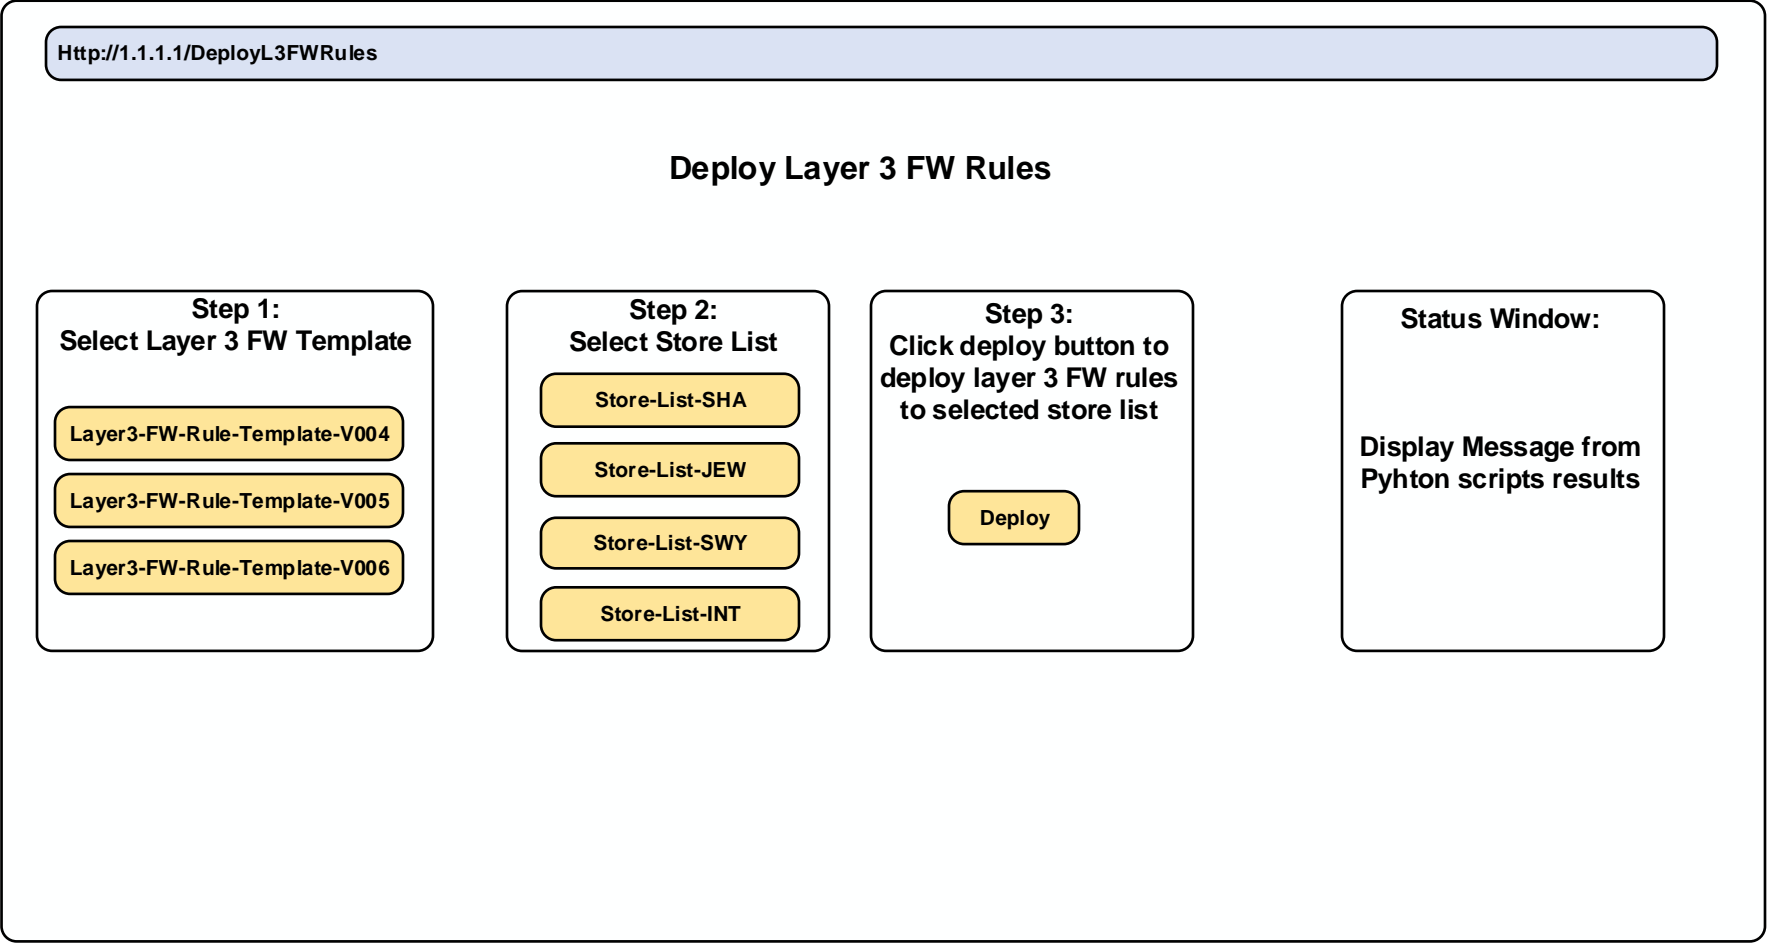 Http://1.1.1.1/DeployL3FWRules
Deploy Layer 3 FW Rules
Step 1:
Select Layer 3 FW Template
Layer3-FW-Rule-Template-V004
Layer3-FW-Rule-Template-V005
Layer3-FW-Rule-Template-V006
Step 2:
Select Store List
Store-List-SHA
Store-List-JEW
Store-List-SWY
Store-List-INT
Step 3:
Click deploy button to
deploy layer 3 FW rules
to selected store list
Deploy
Status Window:
Display Message from
Pyhton scripts results